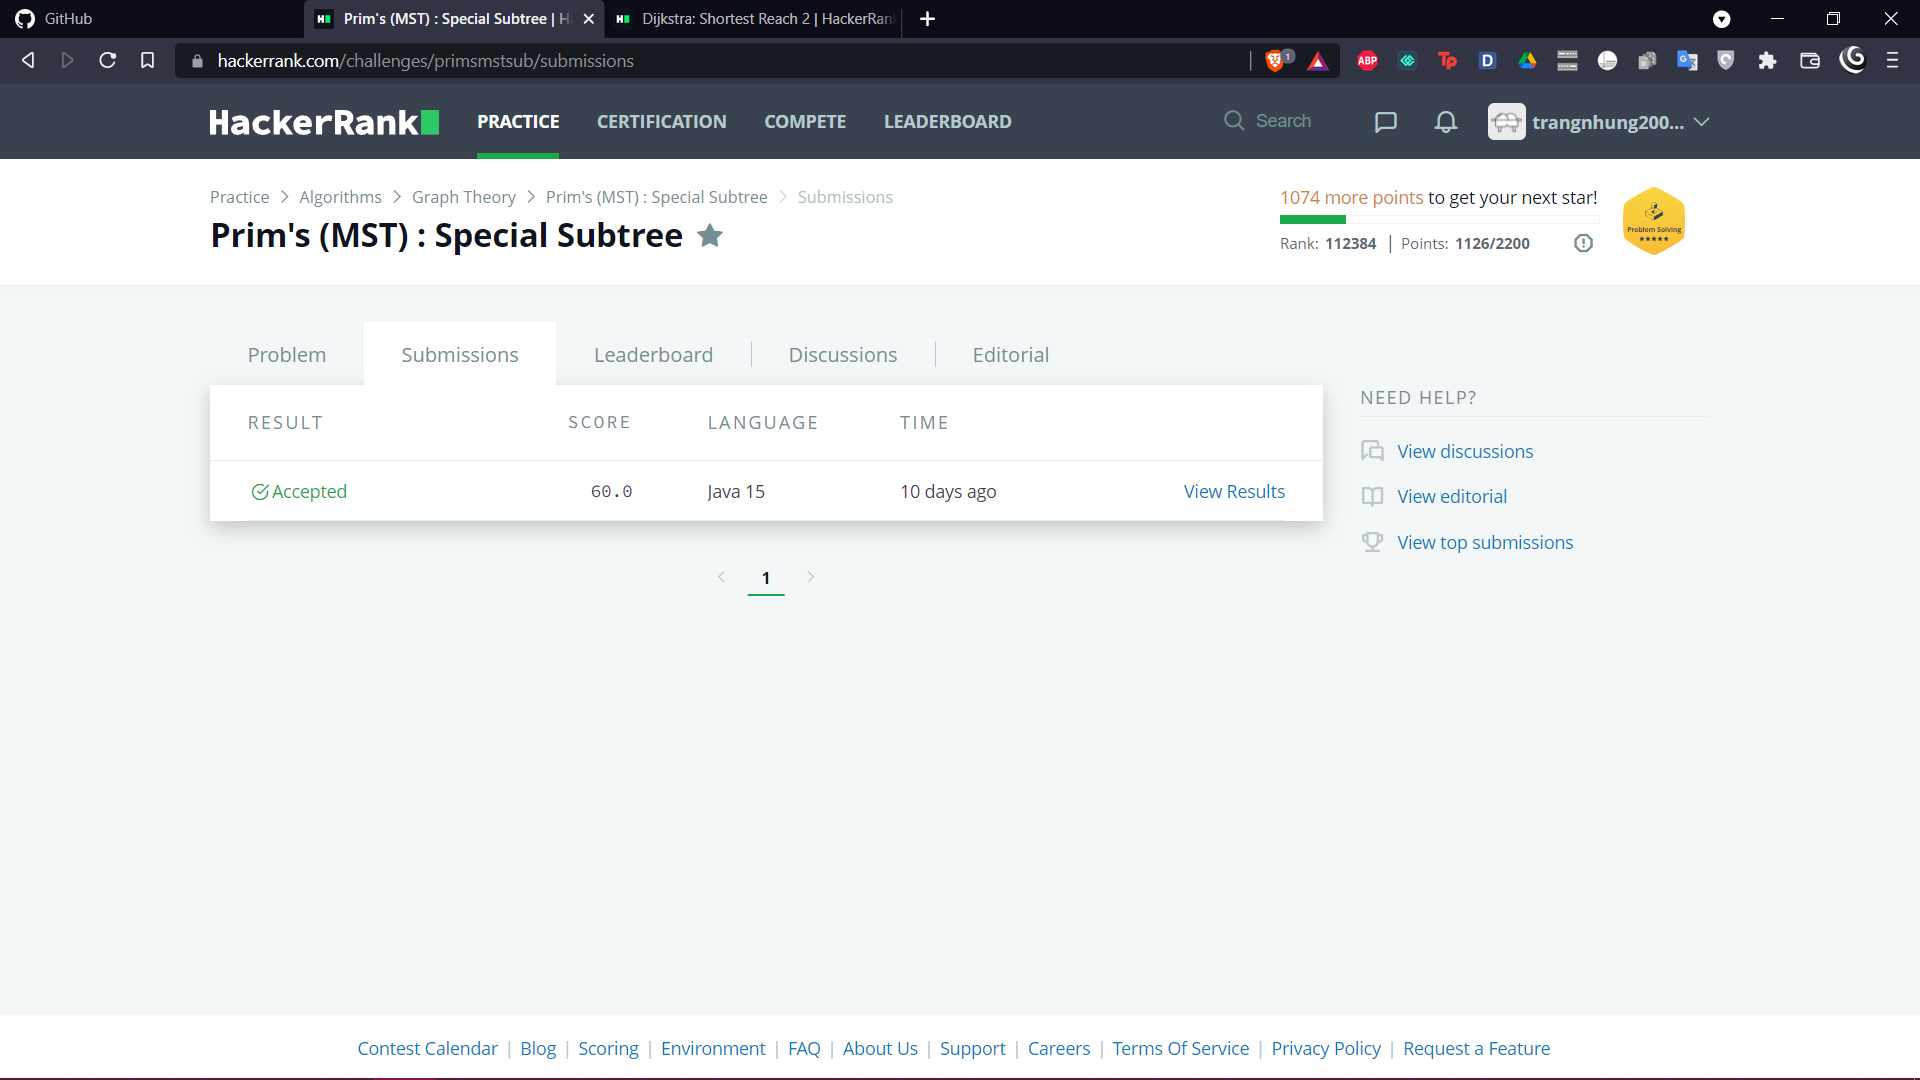 GitHub
Prim's (MST) : Special Subtree | H
Dijkstra: Shortest Reach 2 | HackerRan
hackerrank.com/challenges/primsmstsub/submissions
1
ABP
Tp
D
HackerRank
PRACTICE
CERTIFICATION
COMPETE
LEADERBOARD
Search
trangnhung200...
Practice > Algorithms > Graph Theory > Prim's (MST) : Special Subtree > Submissions
Prim's (MST) : Special Subtree
1074 more points to get your next star!
Rank: 112384 | Points: 1126/2200
Problem Solving
Problem
Submissions
Leaderboard
Discussions
Editorial
RESULT SCORE LANGUAGE TIME
Accepted 60.0 Java 15 10 days ago View Results
1
NEED HELP?
View discussions
View editorial
View top submissions
Contest Calendar | Blog | Scoring | Environment | FAQ | About Us | Support | Careers | Terms Of Service | Privacy Policy | Request a Feature